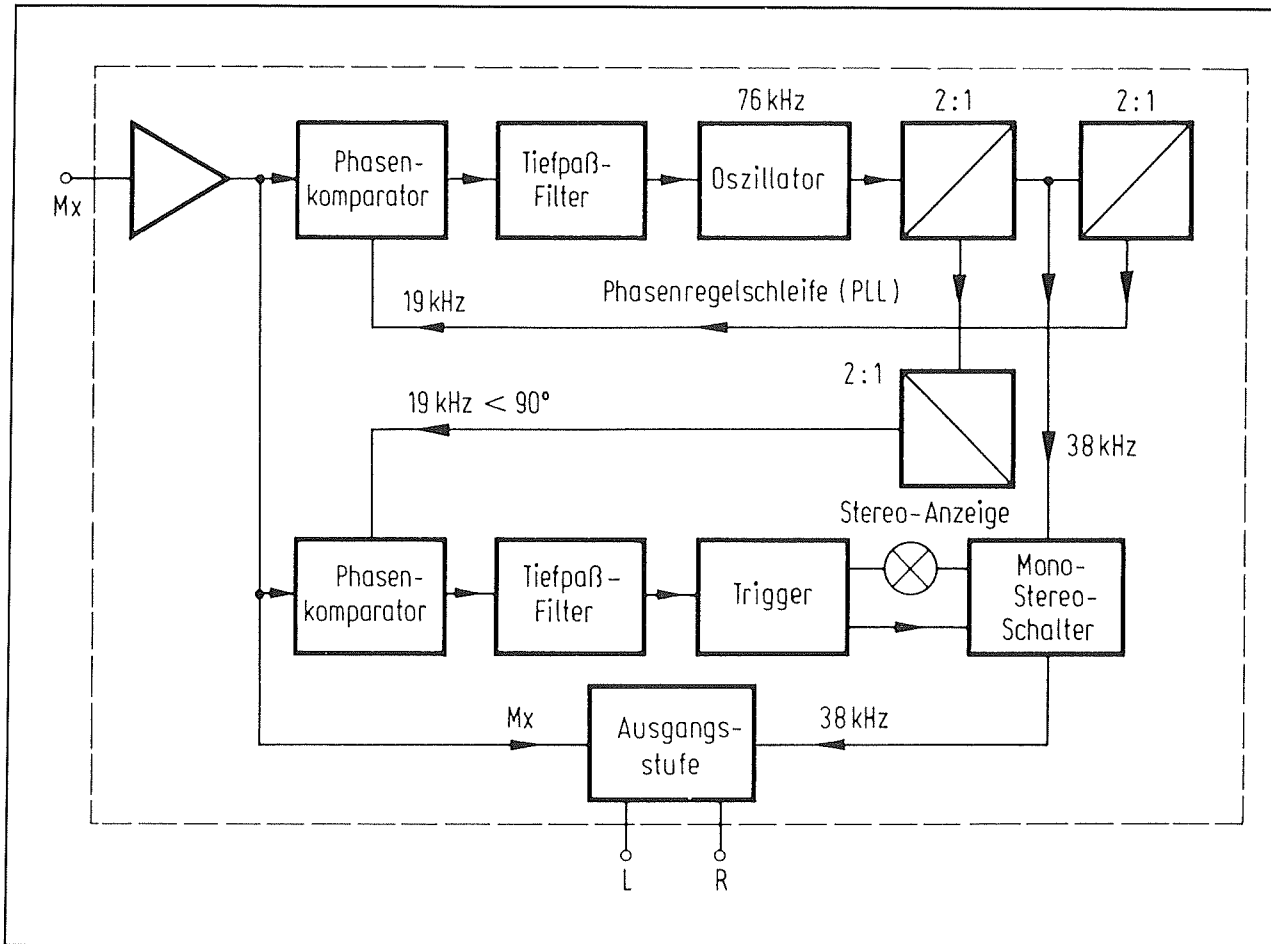 76 kHz
2:1
2:1
Mx
Phasen-
komparator
Tiefpaß-
Filter
Oszillator
Phasenregelschleife (PLL)
19 kHz
2:1
19 kHz < 90°
38 kHz
Stereo-Anzeige
Phasen-
komparator
Tiefpaß-
Filter
Trigger
Mono-
Stereo-
Schalter
Mx
Ausgangs-
stufe
38 kHz
L
R